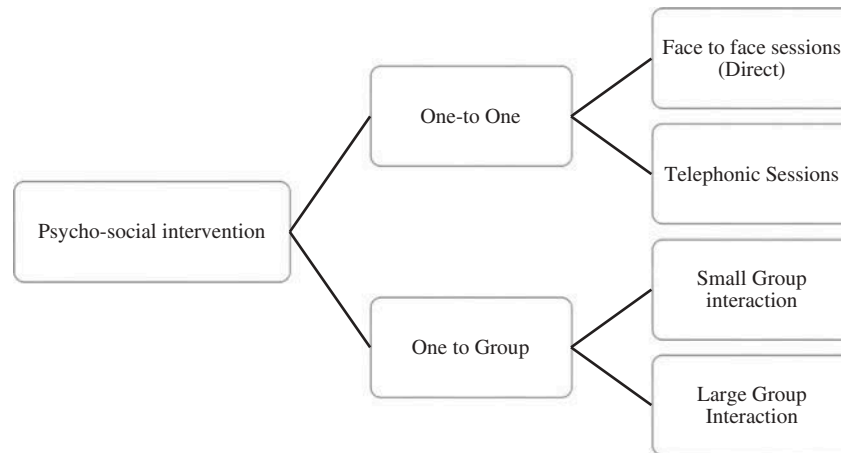 Face to face sessions
(Direct)
One-to One
Telephonic Sessions
Psycho-social intervention
Small Group
interaction
One to Group
Large Group
Interaction